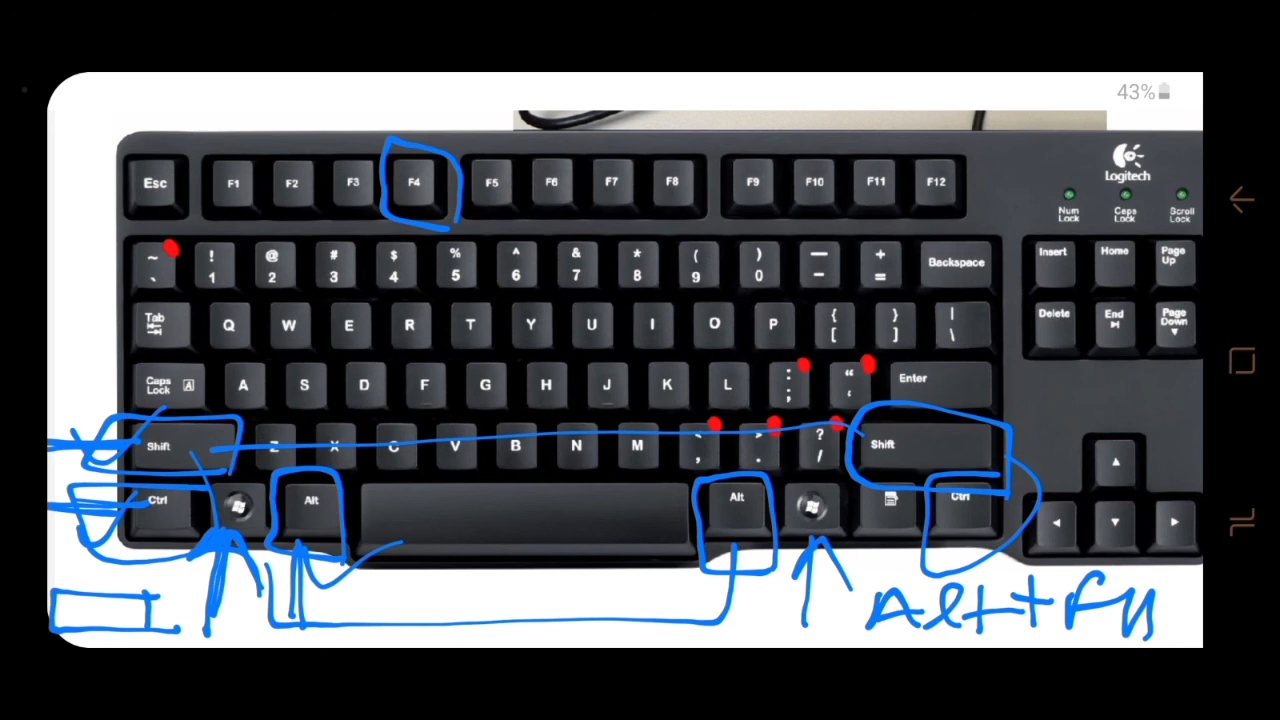 43%
Logitech
Esc F1 F2 F3 F4 F5 F6 F7 F8 F9 F10 F11 F12
Num Lock Caps Lock Scroll Lock
~ ! @ # $ % ^ & * ( ) — +
` 1 2 3 4 5 6 7 8 9 0 - = Backspace Insert Home Page Up
Tab Q W E R T Y U I O P { } |
[ ] \ Delete End Page Down
Caps Lock A A S D F G H J K L : “ Enter
; ‘
Shift Z X C V B N M < > ? Shift
, . /
Ctrl Alt Alt Ctrl